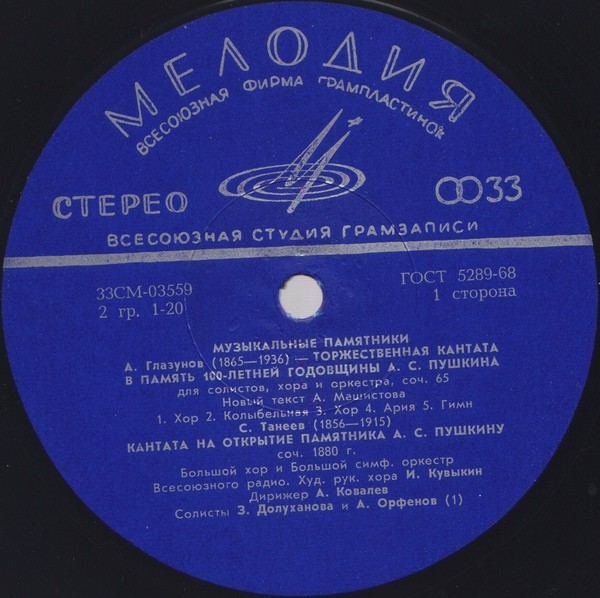 МЕЛОДИЯ
ВСЕСОЮЗНАЯ ФИРМА ГРАМПЛАСТИНОК
СТЕРЕО
33
ВСЕСОЮЗНАЯ СТУДИЯ ГРАМЗАПИСИ
33СМ-03559
ГОСТ 5289-68
2 гр. 1-20
1 сторона
МУЗЫКАЛЬНЫЕ ПАМЯТНИКИ
А. Глазунов (1865—1936) — ТОРЖЕСТВЕННАЯ КАНТАТА
В ПАМЯТЬ 100-ЛЕТНЕЙ ГОДОВЩИНЫ А. С. ПУШКИНА
для солистов, хора и оркестра, соч. 65
Новый текст А. Машистова
1. Хор 2. Колыбельная 3. Хор 4. Ария 5. Гимн
С. Танеев (1856—1915)
КАНТАТА НА ОТКРЫТИЕ ПАМЯТНИКА А. С. ПУШКИНУ
соч. 1880 г.
Большой хор и Большой симф. оркестр
Всесоюзного радио. Худ. рук. хора И. Кувыкин
Дирижер А. Ковалев
Солисты З. Долуханова и А. Орфенов (1)